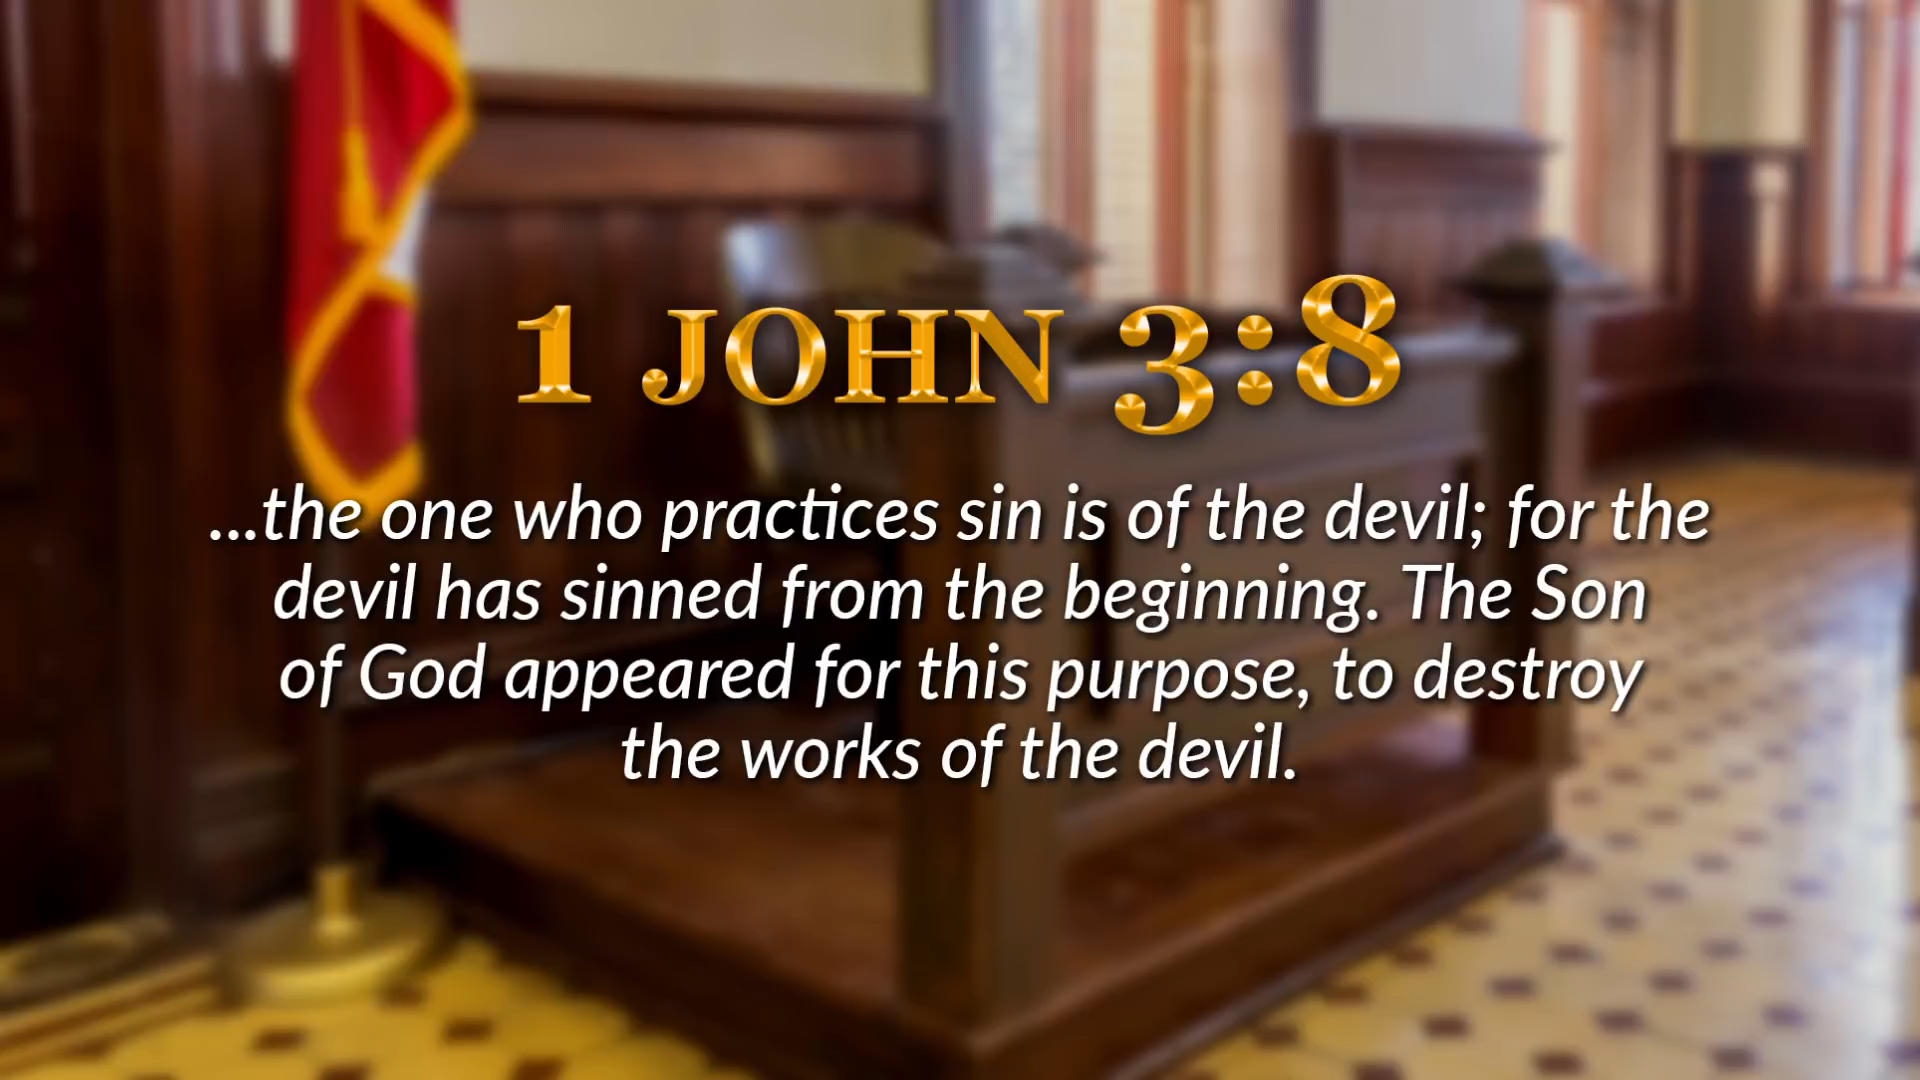 1 JOHN 3:8
...the one who practices sin is of the devil; for the
devil has sinned from the beginning. The Son
of God appeared for this purpose, to destroy
the works of the devil.